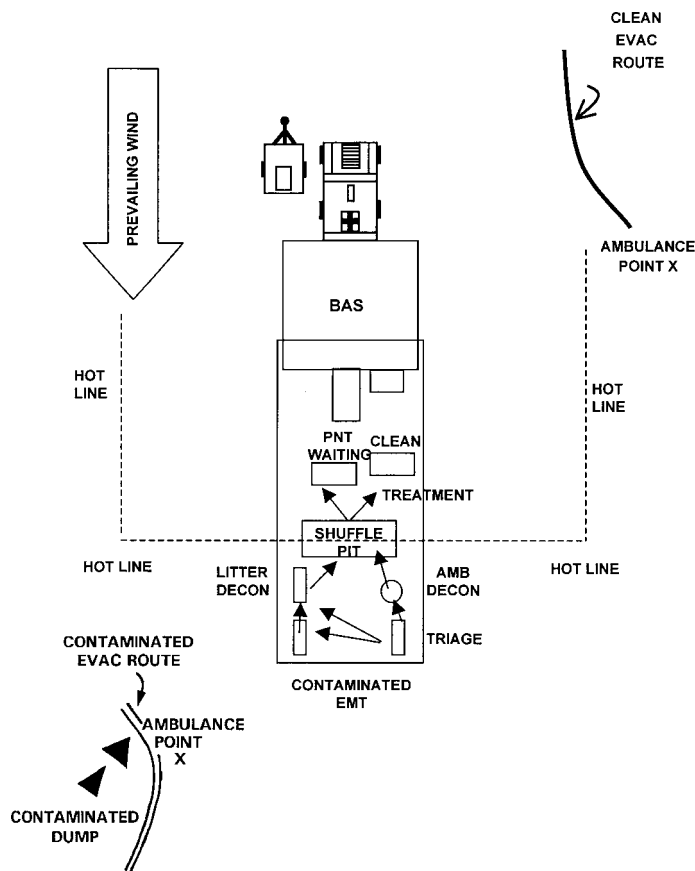 CLEAN
EVAC
ROUTE
PREVAILING WIND
AMBULANCE
POINT X
BAS
HOT
LINE
HOT
LINE
PNT
WAITING
CLEAN
TREATMENT
SHUFFLE
PIT
HOT LINE
LITTER
DECON
AMB
DECON
HOT LINE
TRIAGE
CONTAMINATED
EVAC ROUTE
CONTAMINATED
EMT
AMBULANCE
POINT
X
CONTAMINATED
DUMP